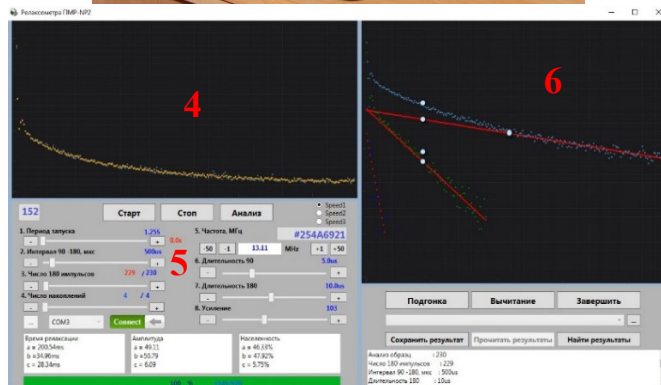 Релаксометр ПМР-NP2
4
6
152
Старт
Стоп
Анализ
Speed1
Speed2
Speed3
1. Период запуска 1.25S
- + 0.0s
2. Интервал 90 -180, мкс 500us
- +
3. Число 180 импульсов 229 / 230
- +
4. Число накоплений 4 / 4
- +
5
5. Частота, МГц #254A6921
-50 -1 13.11 MHz +1 +50
6. Длительность 90 5.0us
- +
7. Длительность 180 10.0us
- +
8. Усиление 103
- +
... COM3 Connect
Время релаксации
a = 200.54ms
b =34.96ms
c = 28.34ms
Амплитуда
a = 49.11
b =50.79
c = 6.09
Населенность
a = 46.33%
b = 47.92%
c = 5.75%
100 %
Подгонка
Вычитание
Завершить
...
Сохранить результат
Прочитать результаты
Найти результаты
Анализ образец : 230
Число 180 импульсов : 229
Интервал 90 -180, мкс : 500us
Длительность 180 : 10us